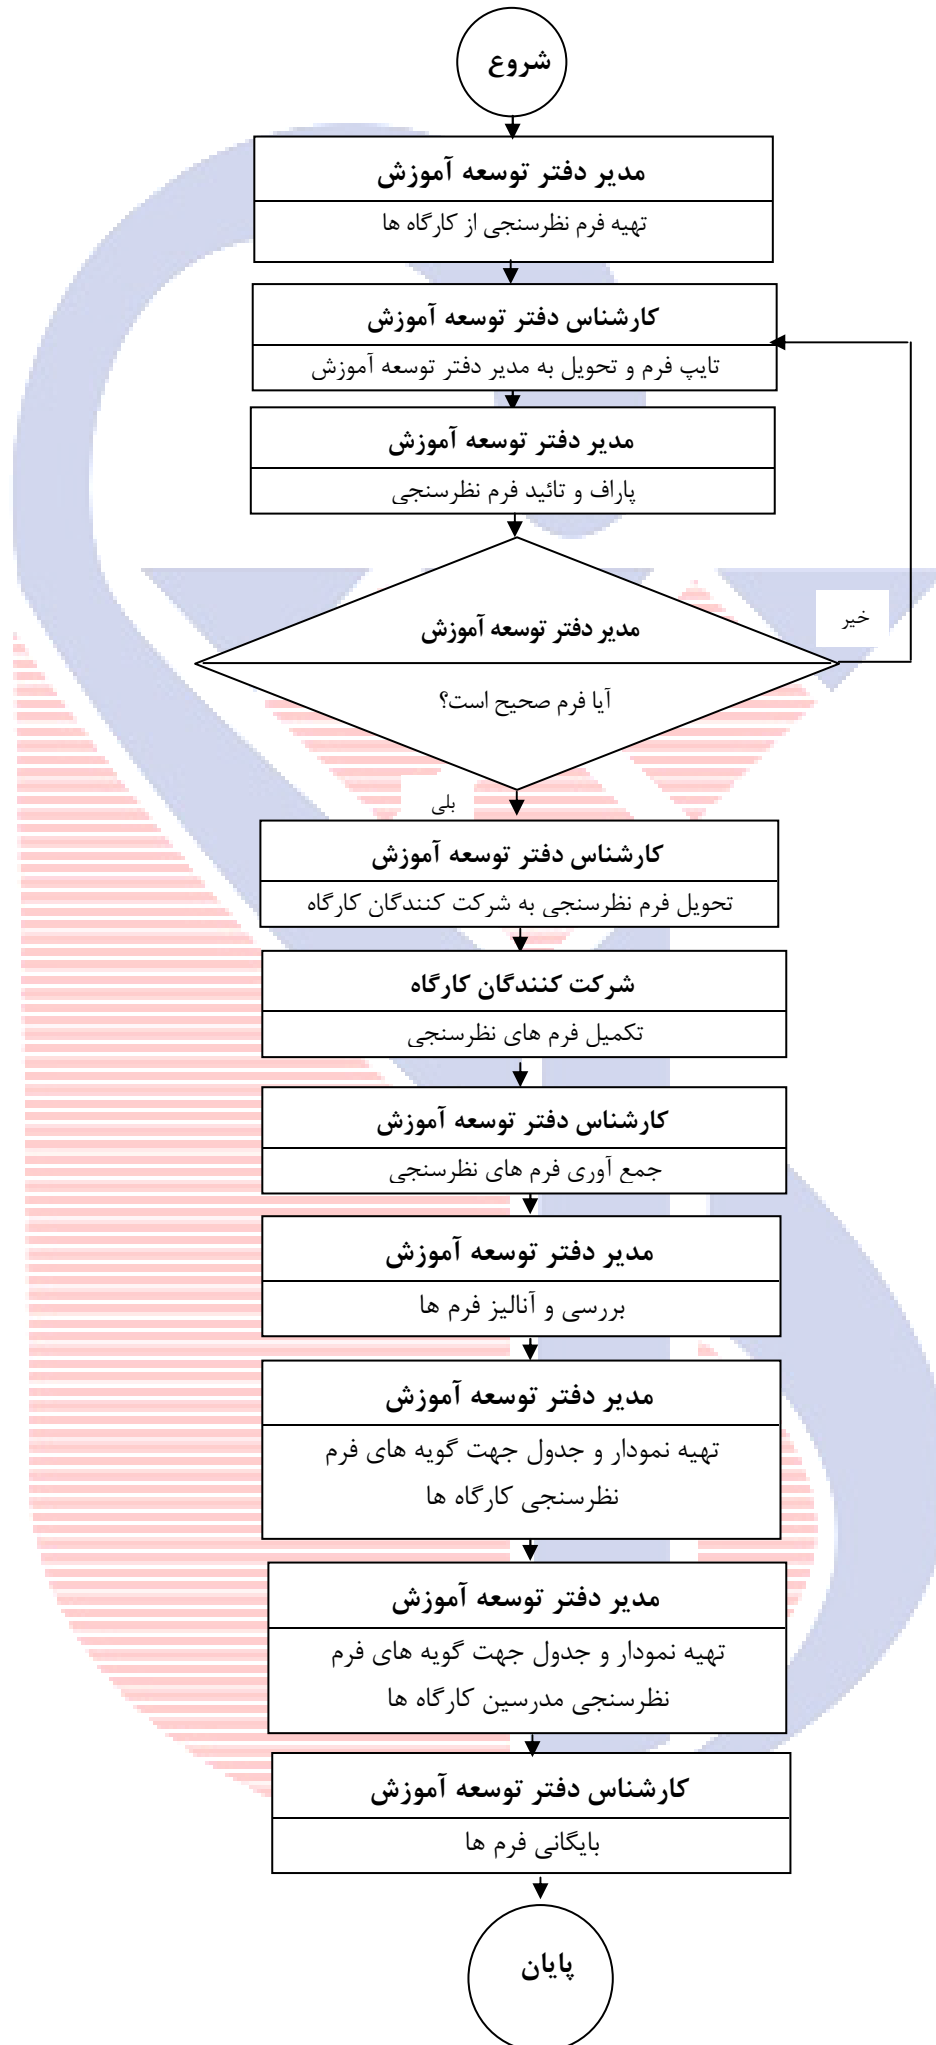 شروع
مدیر دفتر توسعه آموزش
تهیه فرم نظرسنجی از کارگاه ها
کارشناس دفتر توسعه آموزش
تایپ فرم و تحویل به مدیر دفتر توسعه آموزش
مدیر دفتر توسعه آموزش
پاراف و تائید فرم نظرسنجی
مدیر دفتر توسعه آموزش
خیر
آیا فرم صحیح است؟
بلی
کارشناس دفتر توسعه آموزش
تحویل فرم نظرسنجی به شرکت کنندگان کارگاه
شرکت کنندگان کارگاه
تکمیل فرم های نظرسنجی
کارشناس دفتر توسعه آموزش
جمع آوری فرم های نظرسنجی
مدیر دفتر توسعه آموزش
بررسی و آنالیز فرم ها
مدیر دفتر توسعه آموزش
تهیه نمودار و جدول جهت گویه های فرم
نظرسنجی کارگاه ها
مدیر دفتر توسعه آموزش
تهیه نمودار و جدول جهت گویه های فرم
نظرسنجی مدرسین کارگاه ها
کارشناس دفتر توسعه آموزش
بایگانی فرم ها
پایان